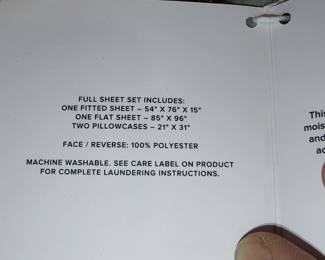 FULL SHEET SET INCLUDES:
ONE FITTED SHEET – 54" X 76" X 15"
ONE FLAT SHEET – 85" X 96"
TWO PILLOWCASES – 21" X 31"
FACE / REVERSE: 100% POLYESTER
MACHINE WASHABLE. SEE CARE LABEL ON PRODUCT
FOR COMPLETE LAUNDERING INSTRUCTIONS.
This
mois
and